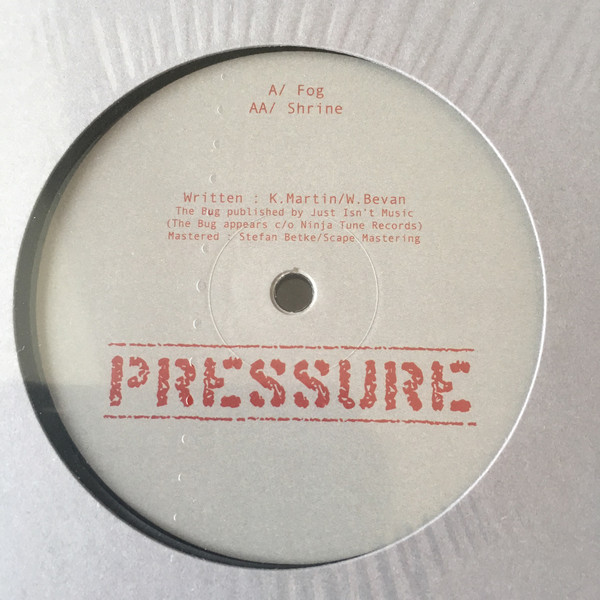 A/ Fog
AA/ Shrine
Written : K.Martin/W.Bevan
The Bug published by Just Isn't Music
(The Bug appears c/o Ninja Tune Records)
Mastered : Stefan Betke/Scape Mastering
PRESSURE